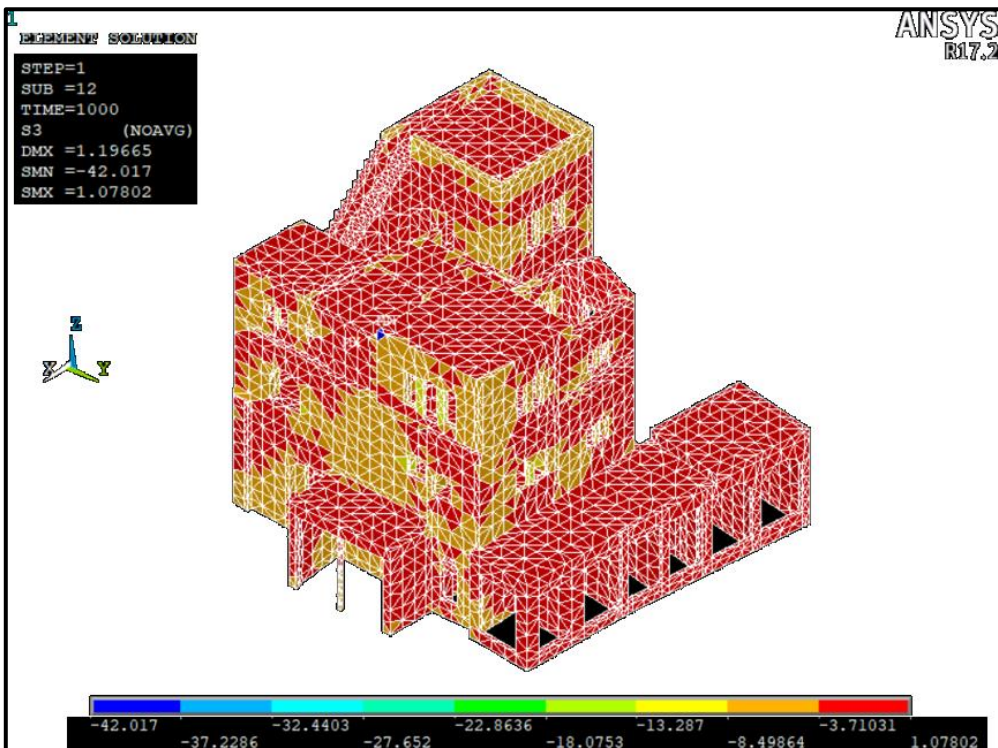 1
ANSYS
R17.2
ELEMENT SOLUTION
STEP=1
SUB =12
TIME=1000
S3 (NOAVG)
DMX =1.19665
SMN =-42.017
SMX =1.07802
Z
X Y
-42.017 -32.4403 -22.8636 -13.287 -3.71031
-37.2286 -27.652 -18.0753 -8.49864 1.07802